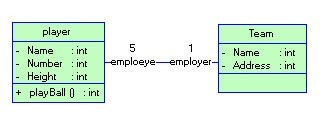 player
- Name : int
- Number : int
- Height : int
+ playBall () : int
5 1
emploeye employer
Team
- Name : int
- Address : int